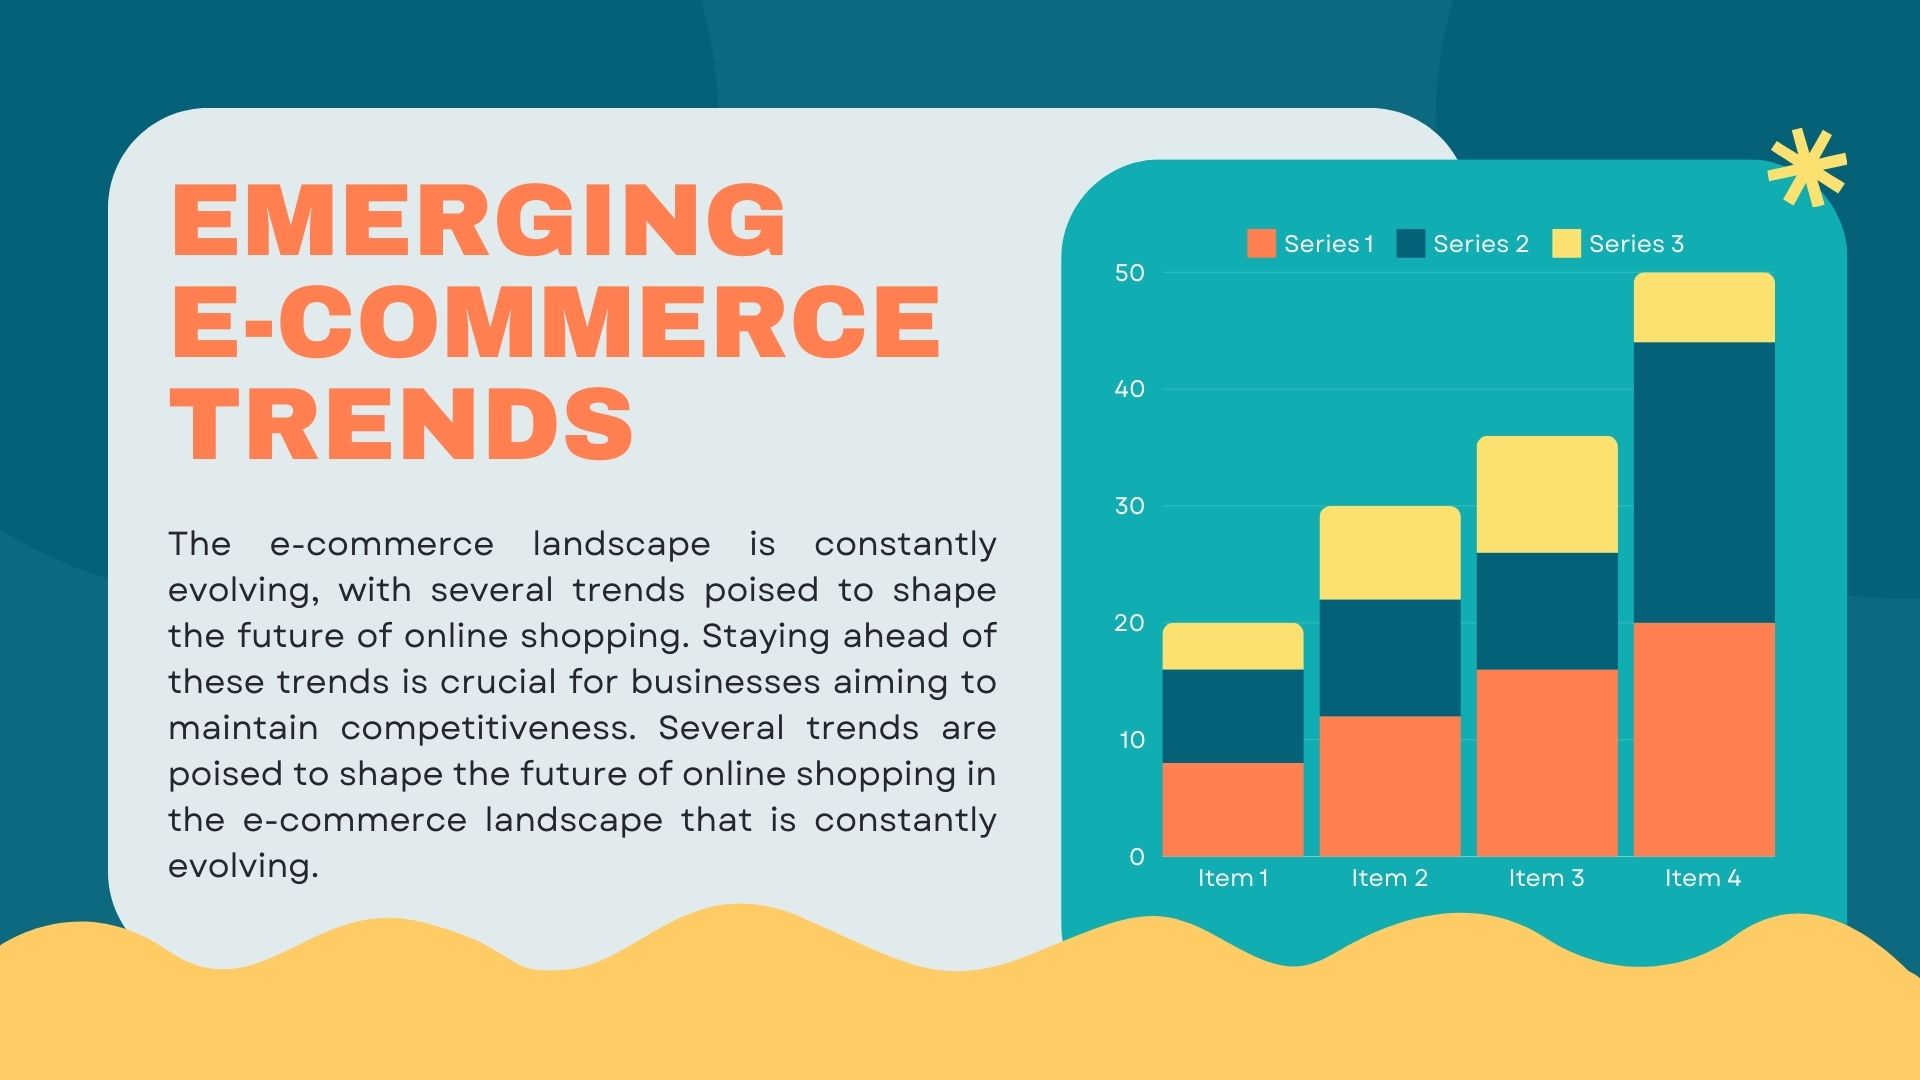 EMERGING
E-COMMERCE
TRENDS
The e-commerce landscape is constantly
evolving, with several trends poised to shape
the future of online shopping. Staying ahead of
these trends is crucial for businesses aiming to
maintain competitiveness. Several trends are
poised to shape the future of online shopping in
the e-commerce landscape that is constantly
evolving.
Series 1 Series 2 Series 3
50
40
30
20
10
0
Item 1 Item 2 Item 3 Item 4